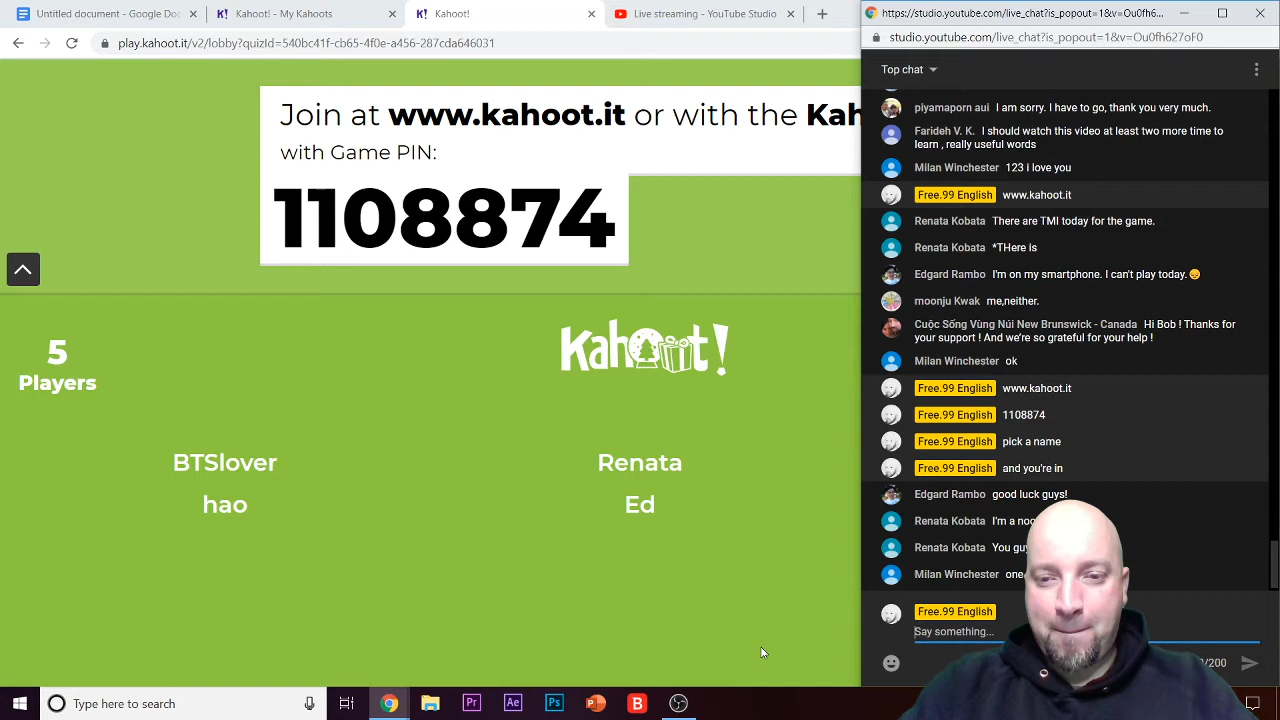 Untitled document - Google Doc
Kahoot! - My Kahoots
Kahoot!
Live streaming - YouTube Studio
play.kahoot.it/v2/lobby?quizId=540bc41f-cb65-4f0e-a456-287cda646031
Join at www.kahoot.it or with the Kah
with Game PIN:
1108874
5
Players
Kahoot!
BTSlover
Renata
hao
Ed
https://studio.youtube.com/live_chat?is_popout=1&v=Ou0fh6...
studio.youtube.com/live_chat?is_popout=1&v=Ou0fh627oF0
Top chat
piyamaporn aui I am sorry. I have to go, thank you very much.
Farideh V. K. I should watch this video at least two more time to
learn , really useful words
Milan Winchester 123 I love you
Free.99 English www.kahoot.it
Renata Kobata There are TMI today for the game.
Renata Kobata *THere is
Edgard Rambo I'm on my smartphone. I can't play today.😞
moonju Kwak me,neither.
Cuộc Sống Vùng Núi New Brunswick - Canada Hi Bob ! Thanks for
your support ! And we're so grateful for your help !
Milan Winchester ok
Free.99 English www.kahoot.it
Free.99 English 1108874
Free.99 English pick a name
Free.99 English and you're in
Edgard Rambo good luck guys!
Renata Kobata I'm a
Renata Kobata You
Milan Winchester one
Free.99 English
Say something...
/200
Type here to search